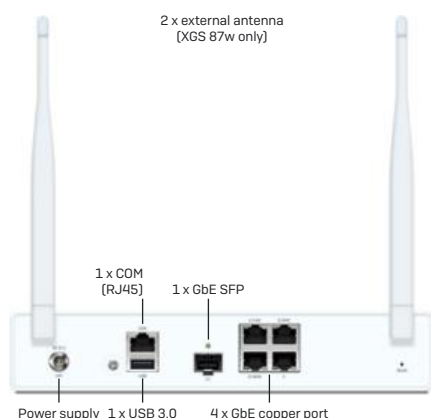 2 x external antenna
(XGS 87w only)
1 x COM
(RJ45)
1 x GbE SFP
Power supply
1 x USB 3.0
4 x GbE copper port